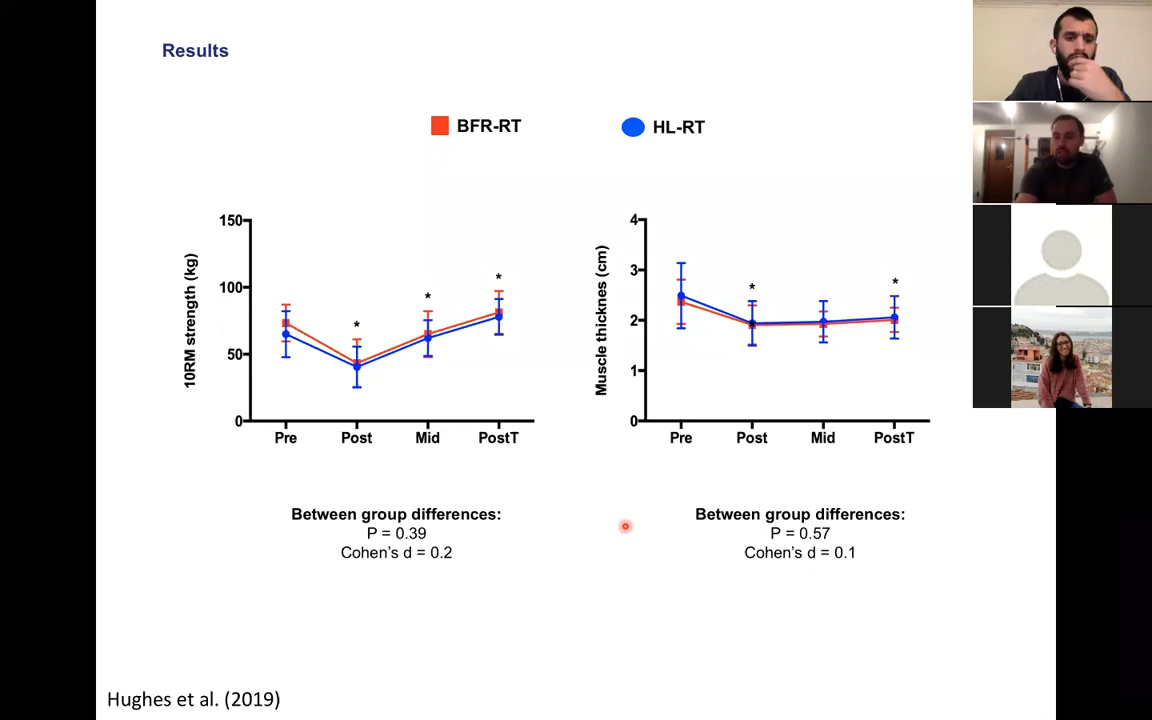 Results
BFR-RT
HL-RT
10RM strength (kg)
150
100
50
0
*
*
*
Pre
Post
Mid
PostT
Muscle thicknes (cm)
4
3
2
1
0
*
*
Pre
Post
Mid
PostT
Between group differences:
P = 0.39
Cohen's d = 0.2
Between group differences:
P = 0.57
Cohen's d = 0.1
Hughes et al. (2019)